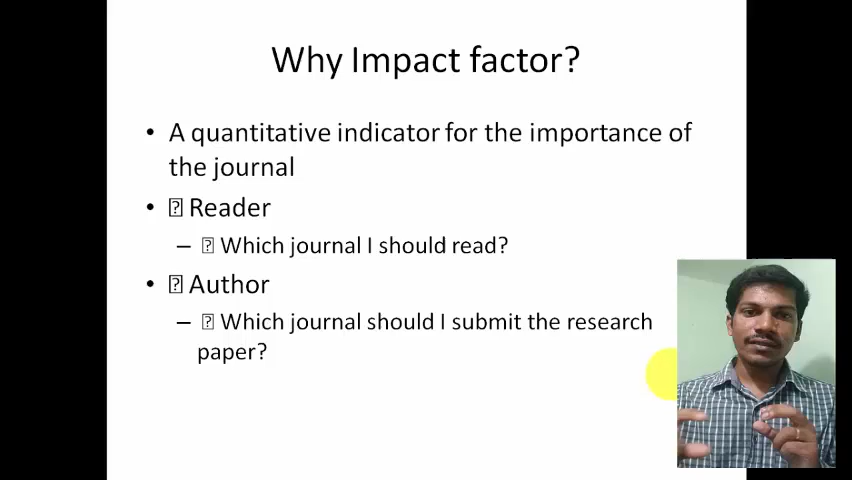 Why Impact factor?
• A quantitative indicator for the importance of
the journal
• Reader
– Which journal I should read?
• Author
– Which journal should I submit the research
paper?